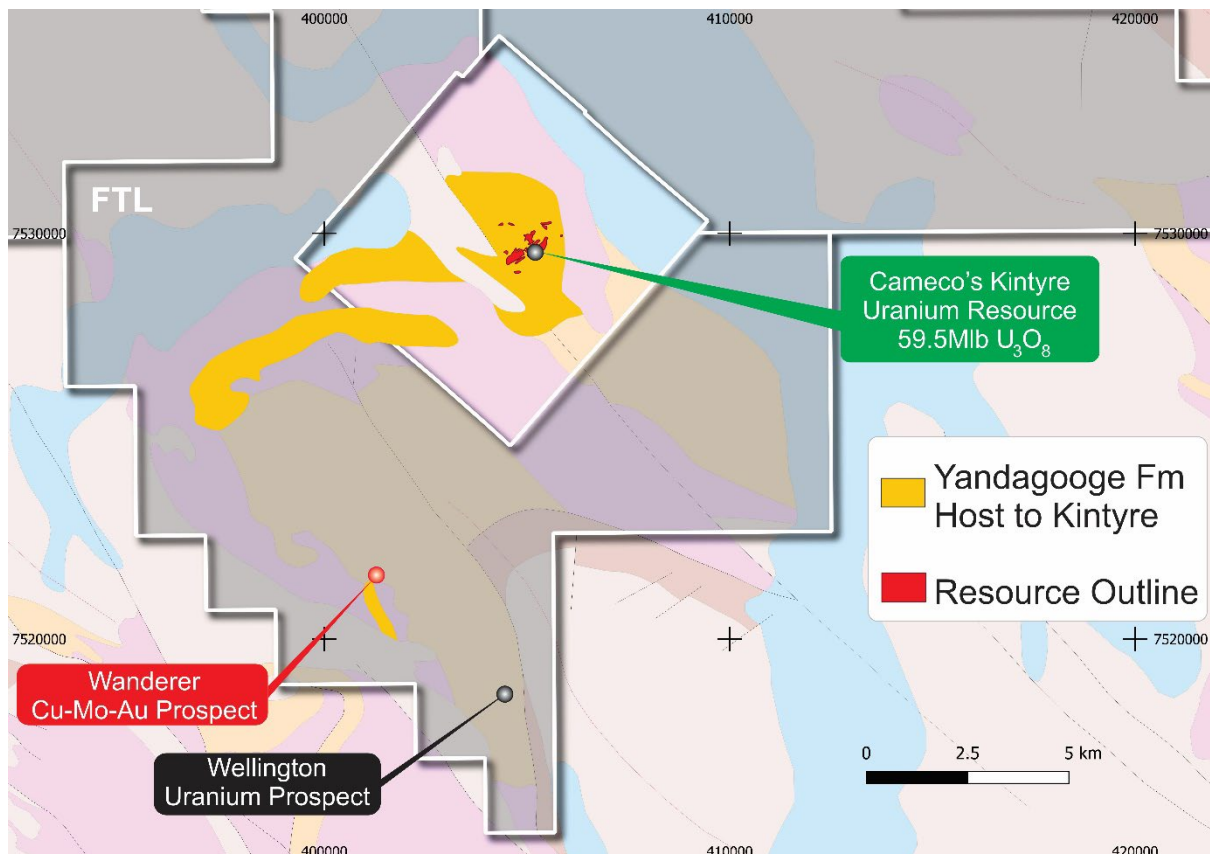 400000
410000
420000
FTL
7530000
7530000
Cameco's Kintyre
Uranium Resource
59.5Mlb U₃O₈
Yandagooge Fm
Host to Kintyre
Resource Outline
7520000
7520000
Wanderer
Cu-Mo-Au Prospect
Wellington
Uranium Prospect
0 2.5 5 km
400000
410000
420000